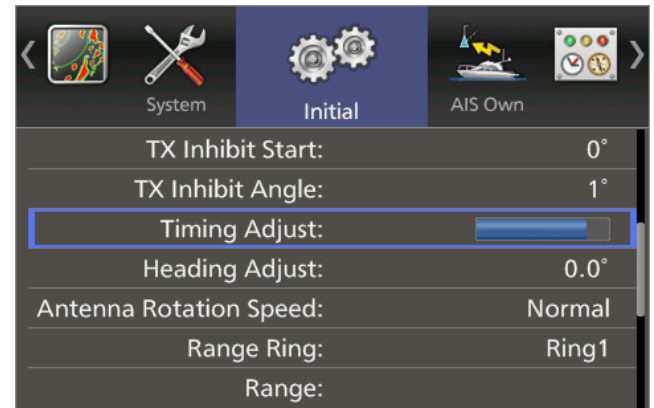 System
Initial
AIS Own
TX Inhibit Start: 0°
TX Inhibit Angle: 1°
Timing Adjust:
Heading Adjust: 0.0°
Antenna Rotation Speed: Normal
Range Ring: Ring1
Range: